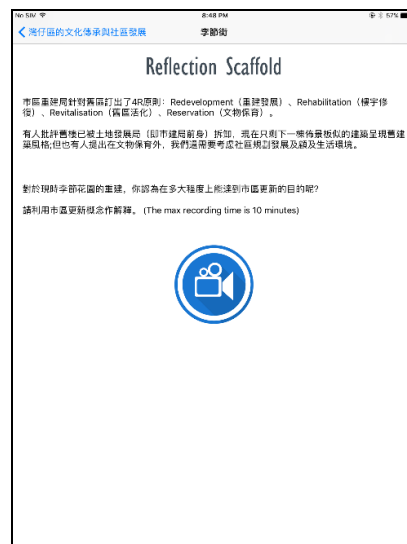 No SIM
8:48 PM
57%
灣仔區的文化傳承與社區發展
季節街
Reflection Scaffold
市區重建局針對舊區訂出了4R原則：Redevelopment（重建發展）、Rehabilitation（樓宇修
復）、Revitalisation（舊區活化）、Reservation（文物保育）。
有人批評舊樓已被土地發展局（即市建局前身）拆卸，現在只剩下一棟佈景板似的建築呈現舊建
築風格;但也有人提出在文物保育外，我們還需要考慮社區規劃發展及顧及生活環境。
對於現時季節花園的重建，你認為在多大程度上能達到市區更新的目的呢?
請利用市區更新概念作解釋。 (The max recording time is 10 minutes)